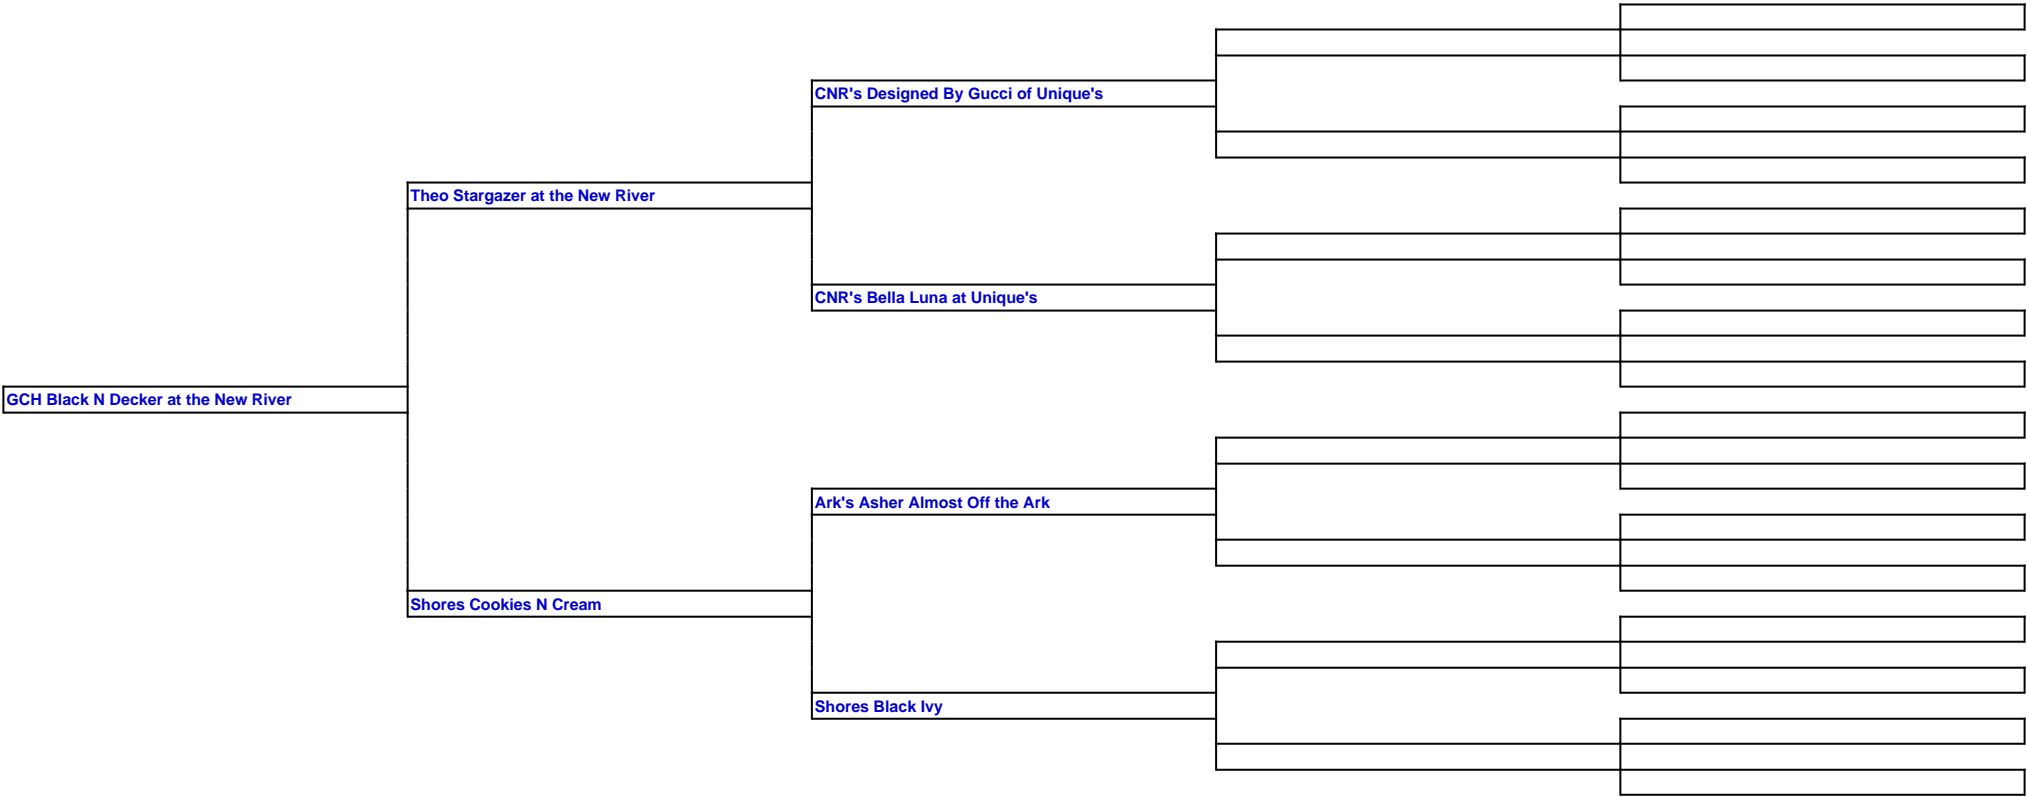 CNR's Designed By Gucci of Unique's
Theo Stargazer at the New River
CNR's Bella Luna at Unique's
GCH Black N Decker at the New River
Ark's Asher Almost Off the Ark
Shores Cookies N Cream
Shores Black Ivy